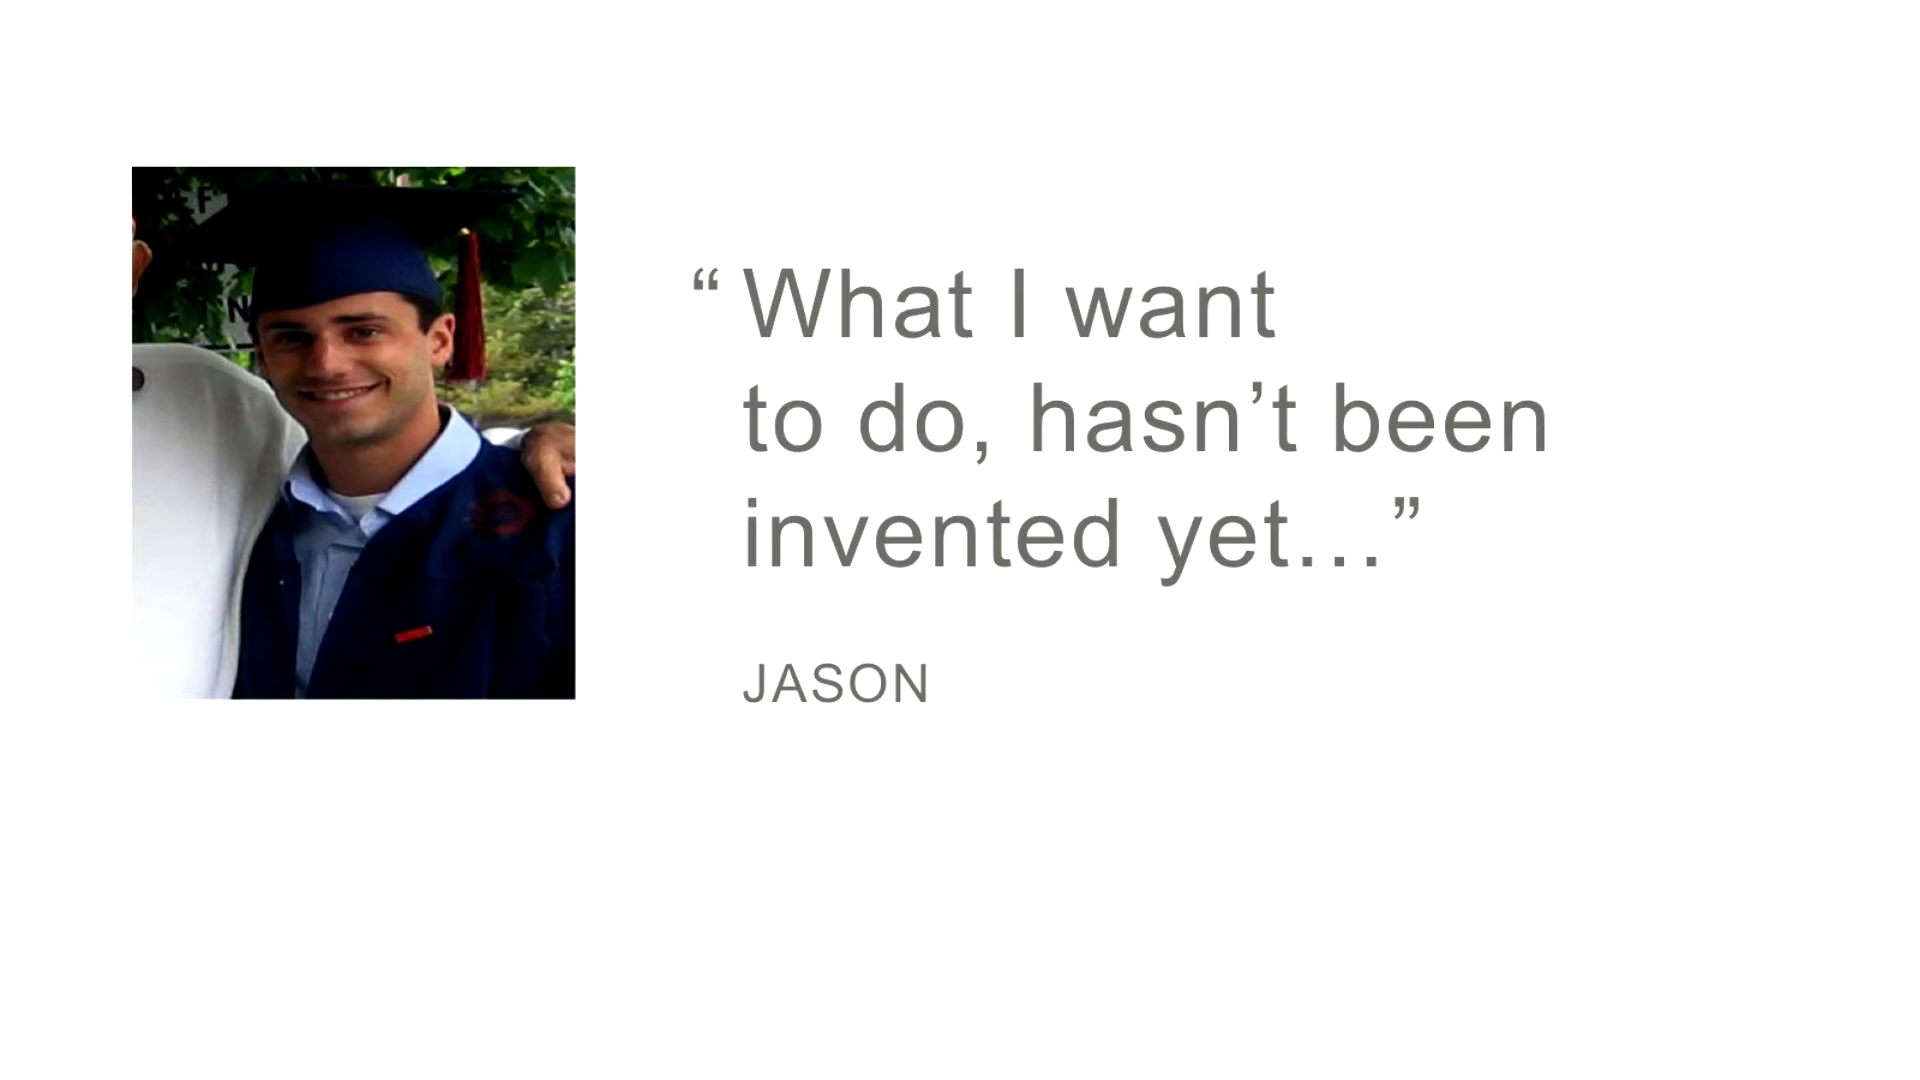 “ What I want
to do, hasn’t been
invented yet…”
JASON